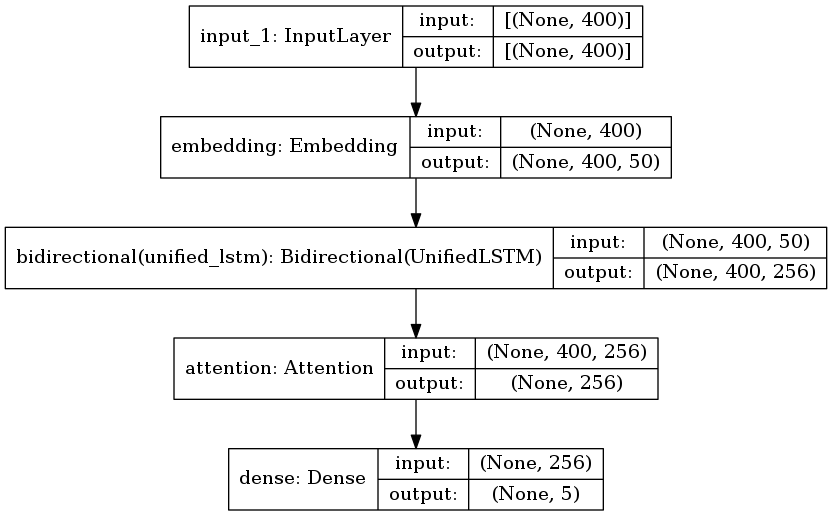 input_1: InputLayer
input: [(None, 400)]
output: [(None, 400)]
embedding: Embedding
input: (None, 400)
output: (None, 400, 50)
bidirectional(unified_lstm): Bidirectional(UnifiedLSTM)
input: (None, 400, 50)
output: (None, 400, 256)
attention: Attention
input: (None, 400, 256)
output: (None, 256)
dense: Dense
input: (None, 256)
output: (None, 5)